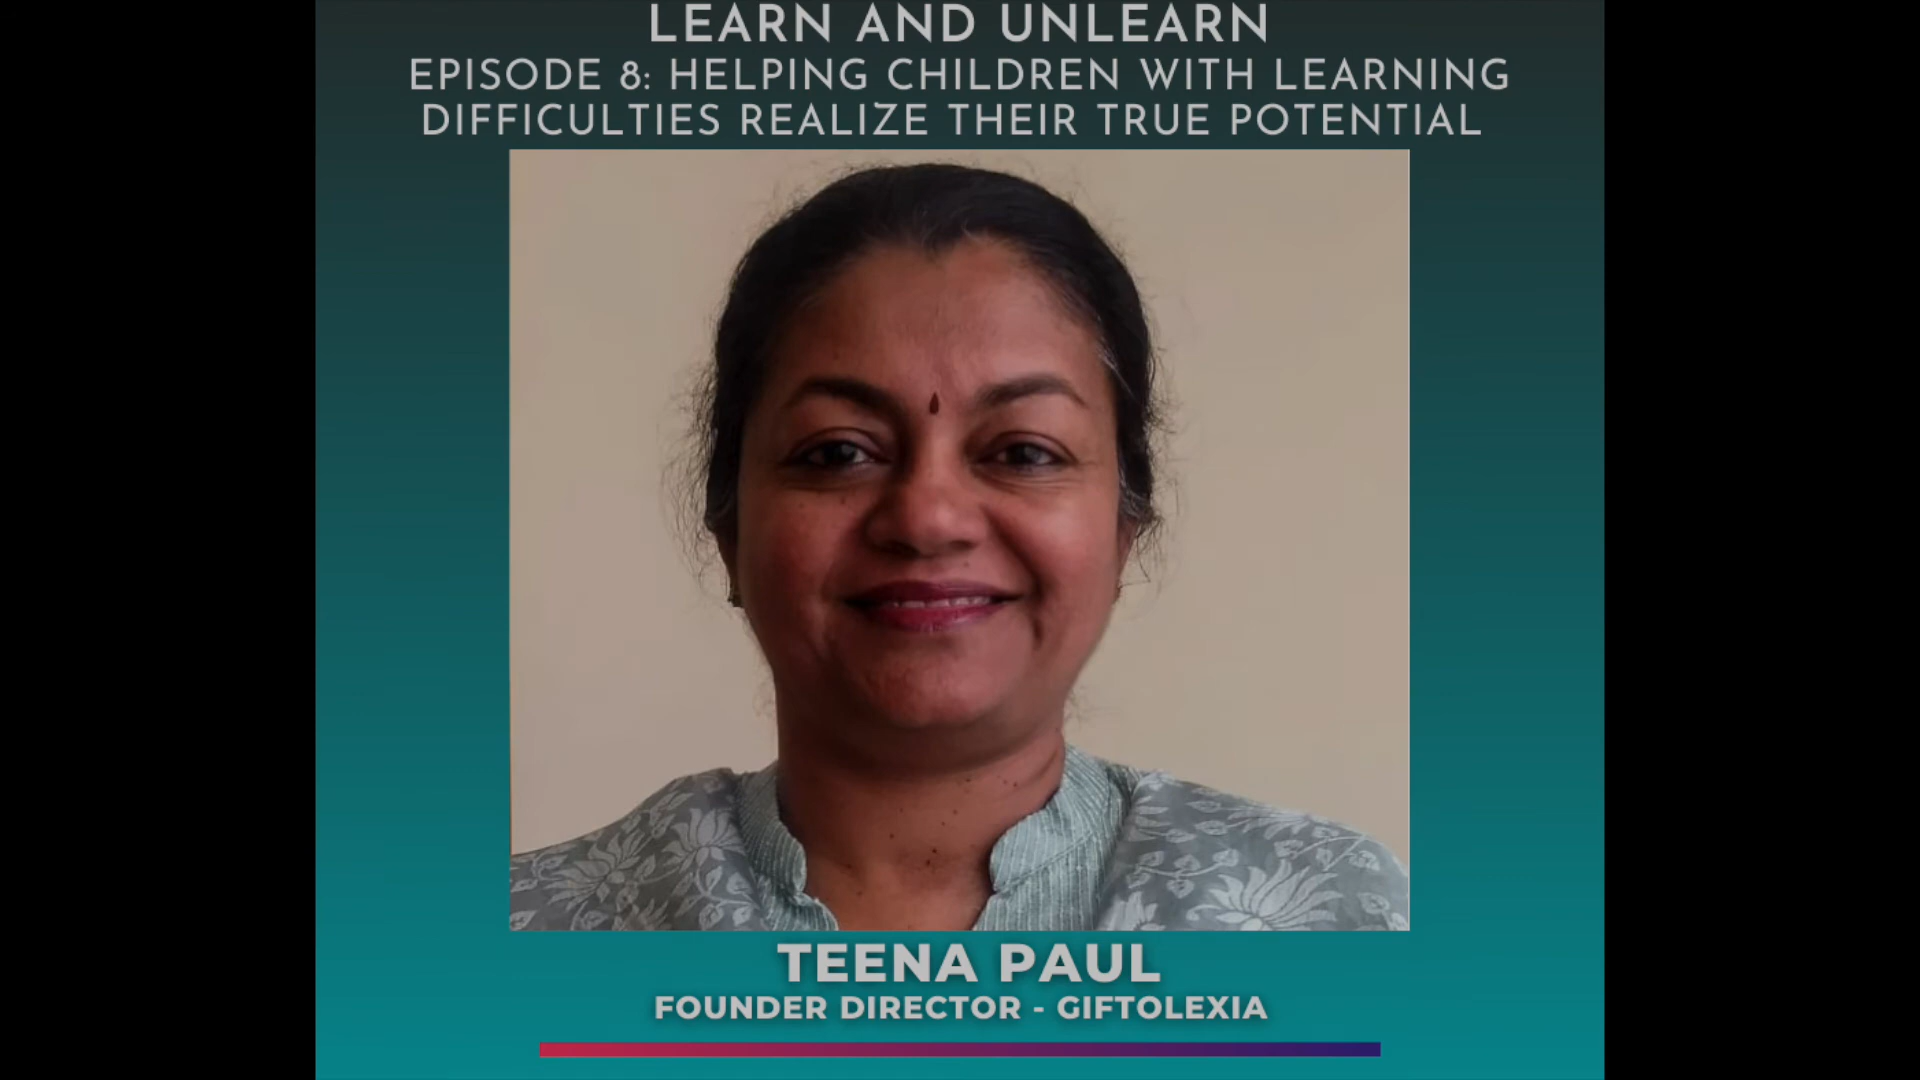 LEARN AND UNLEARN
EPISODE 8: HELPING CHILDREN WITH LEARNING
DIFFICULTIES REALIZE THEIR TRUE POTENTIAL
TEENA PAUL
FOUNDER DIRECTOR - GIFTOLEXIA